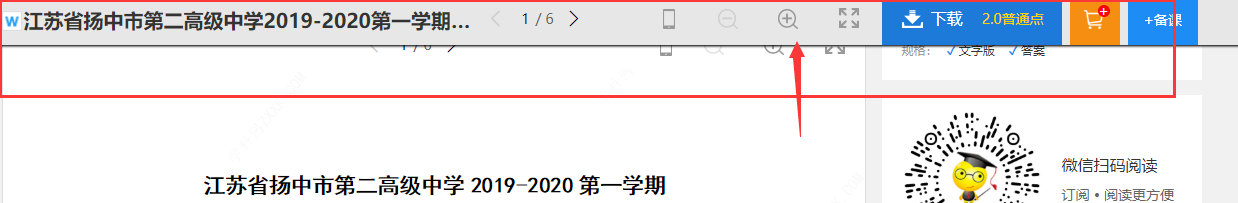 W 江苏省扬中市第二高级中学2019-2020第一学期...
1 / 6
下载 2.0普通点
+备课
1 / 6
规格： ✓文字版 ✓答案
江苏省扬中市第二高级中学 2019-2020 第一学期
微信扫码阅读
订阅 • 阅读更方便